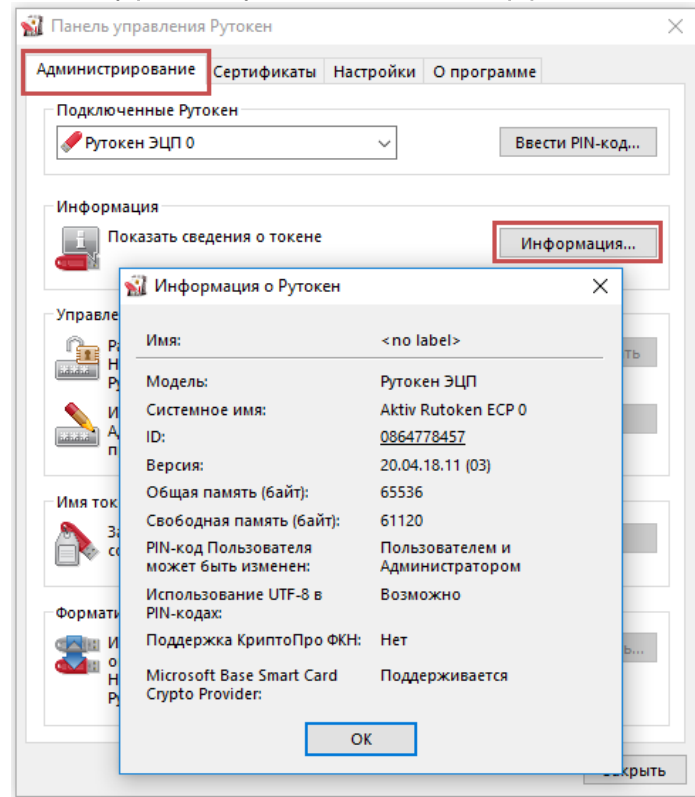 Панель управления Рутокен
Администрирование Сертификаты Настройки О программе
Подключенные Рутокен
Рутокен ЭЦП 0
Ввести PIN-код...
Информация
Показать сведения о токене
Информация...
Информация о Рутокен
Имя: <no label>
Модель: Рутокен ЭЦП
Системное имя: Aktiv Rutoken ECP 0
ID: 0864778457
Версия: 20.04.18.11 (03)
Общая память (байт): 65536
Свободная память (байт): 61120
PIN-код Пользователя
может быть изменен:
Пользователем и
Администратором
Использование UTF-8 в
PIN-кодах:
Возможно
Поддержка КриптоПро ФКН: Нет
Microsoft Base Smart Card
Crypto Provider:
Поддерживается
ОК
Управле
Имя ток
Формати